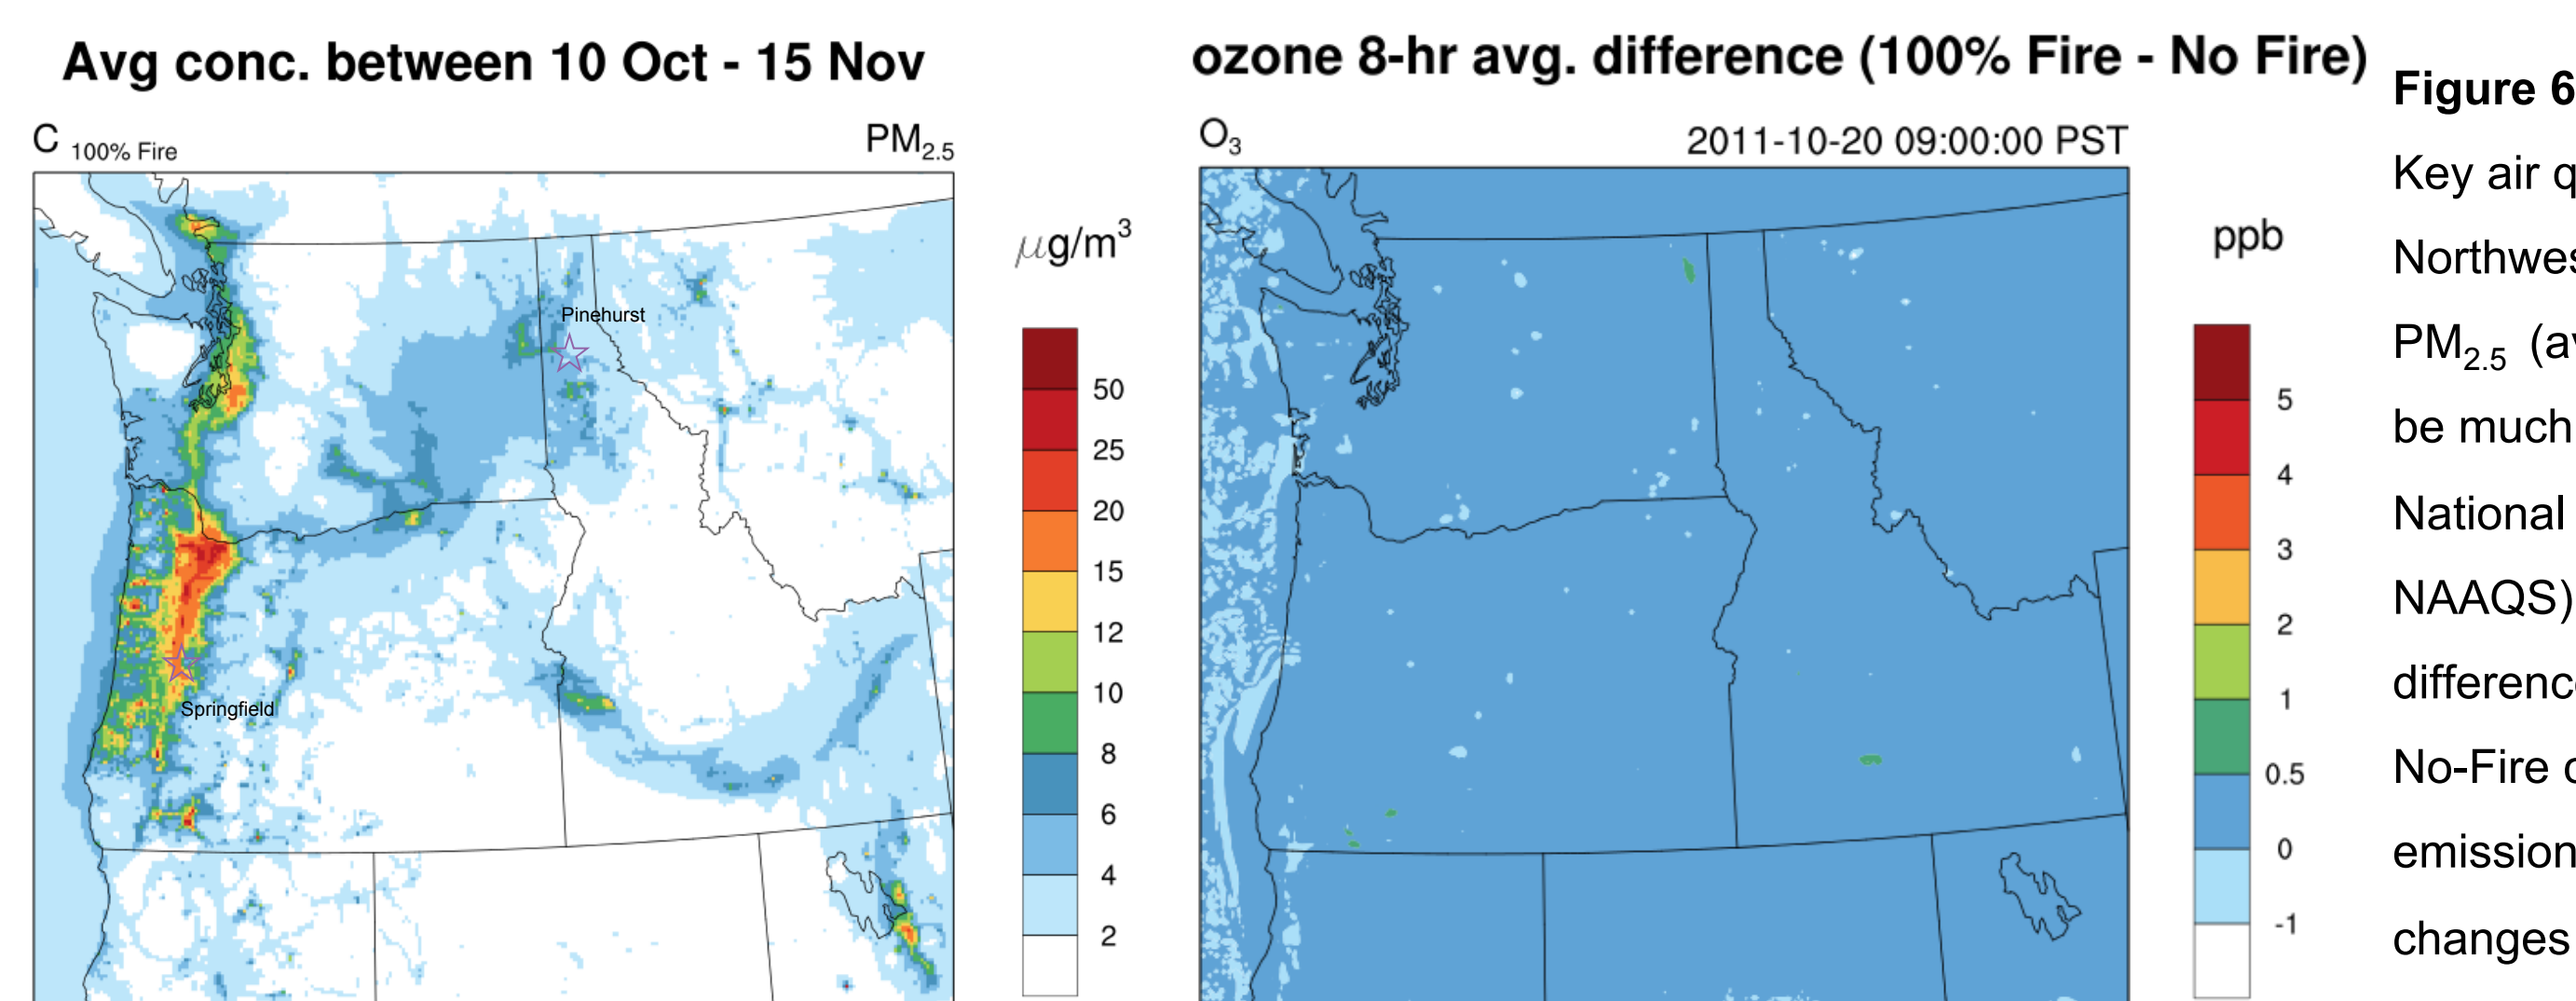 Avg conc. between 10 Oct - 15 Nov
C 100% Fire
PM2.5
Pinehurst
Springfield
μg/m3
50
25
20
15
12
10
8
6
4
2
ozone 8-hr avg. difference (100% Fire - No Fire)
O3
2011-10-20 09:00:00 PST
ppb
5
4
3
2
1
0.5
0
-1
Figure 6
Key air q
Northwes
PM2.5 (av
be much
National
NAAQS)
difference
No-Fire
emission
changes